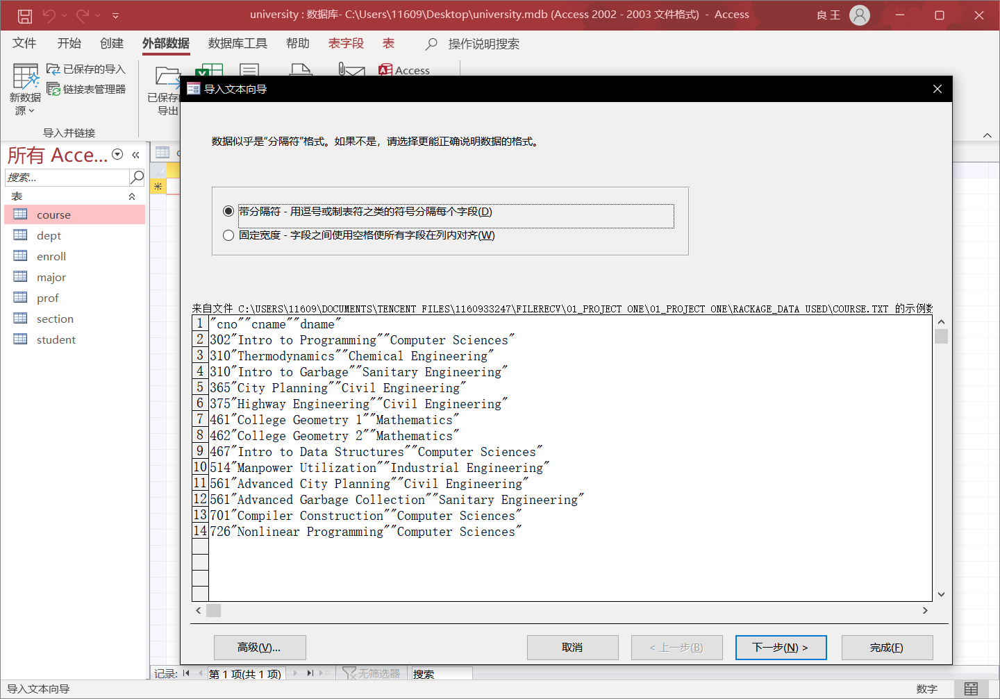 university : 数据库- C:\Users\11609\Desktop\university.mdb (Access 2002 - 2003 文件格式)  -  Access
良 王
文件 开始 创建 外部数据 数据库工具 帮助 表字段 表 操作说明搜索
新数据
源
已保存的导入
链接表管理器
导入并链接
导出
Access
所有 Acce...
搜索...
表
course
dept
enroll
major
prof
section
student
导入文本向导
数据似乎是“分隔符”格式。如果不是，请选择更能正确说明数据的格式。
带分隔符 - 用逗号或制表符之类的符号分隔每个字段(D)
固定宽度 - 字段之间使用空格使所有字段在列内对齐(W)
来自文件 C:\USERS\11609\DOCUMENTS\TENCENT FILES\1160933247\FILERECV\01_PROJECT ONE\01_PROJECT ONE\RACKAGE_DATA USED\COURSE.TXT 的示例数
1 "cno""cname""dname"
2 302"Intro to Programming""Computer Sciences"
3 310"Thermodynamics""Chemical Engineering"
4 310"Intro to Garbage""Sanitary Engineering"
5 365"City Planning""Civil Engineering"
6 375"Highway Engineering""Civil Engineering"
7 461"College Geometry 1""Mathematics"
8 462"College Geometry 2""Mathematics"
9 467"Intro to Data Structures""Computer Sciences"
10 514"Manpower Utilization""Industrial Engineering"
11 561"Advanced City Planning""Civil Engineering"
12 561"Advanced Garbage Collection""Sanitary Engineering"
13 701"Compiler Construction""Computer Sciences"
14 726"Nonlinear Programming""Computer Sciences"
高级(V)... 取消 < 上一步(B) 下一步(N) > 完成(F)
记录: 第 1 项(共 1 项) 无筛选器 搜索
导入文本向导 数字